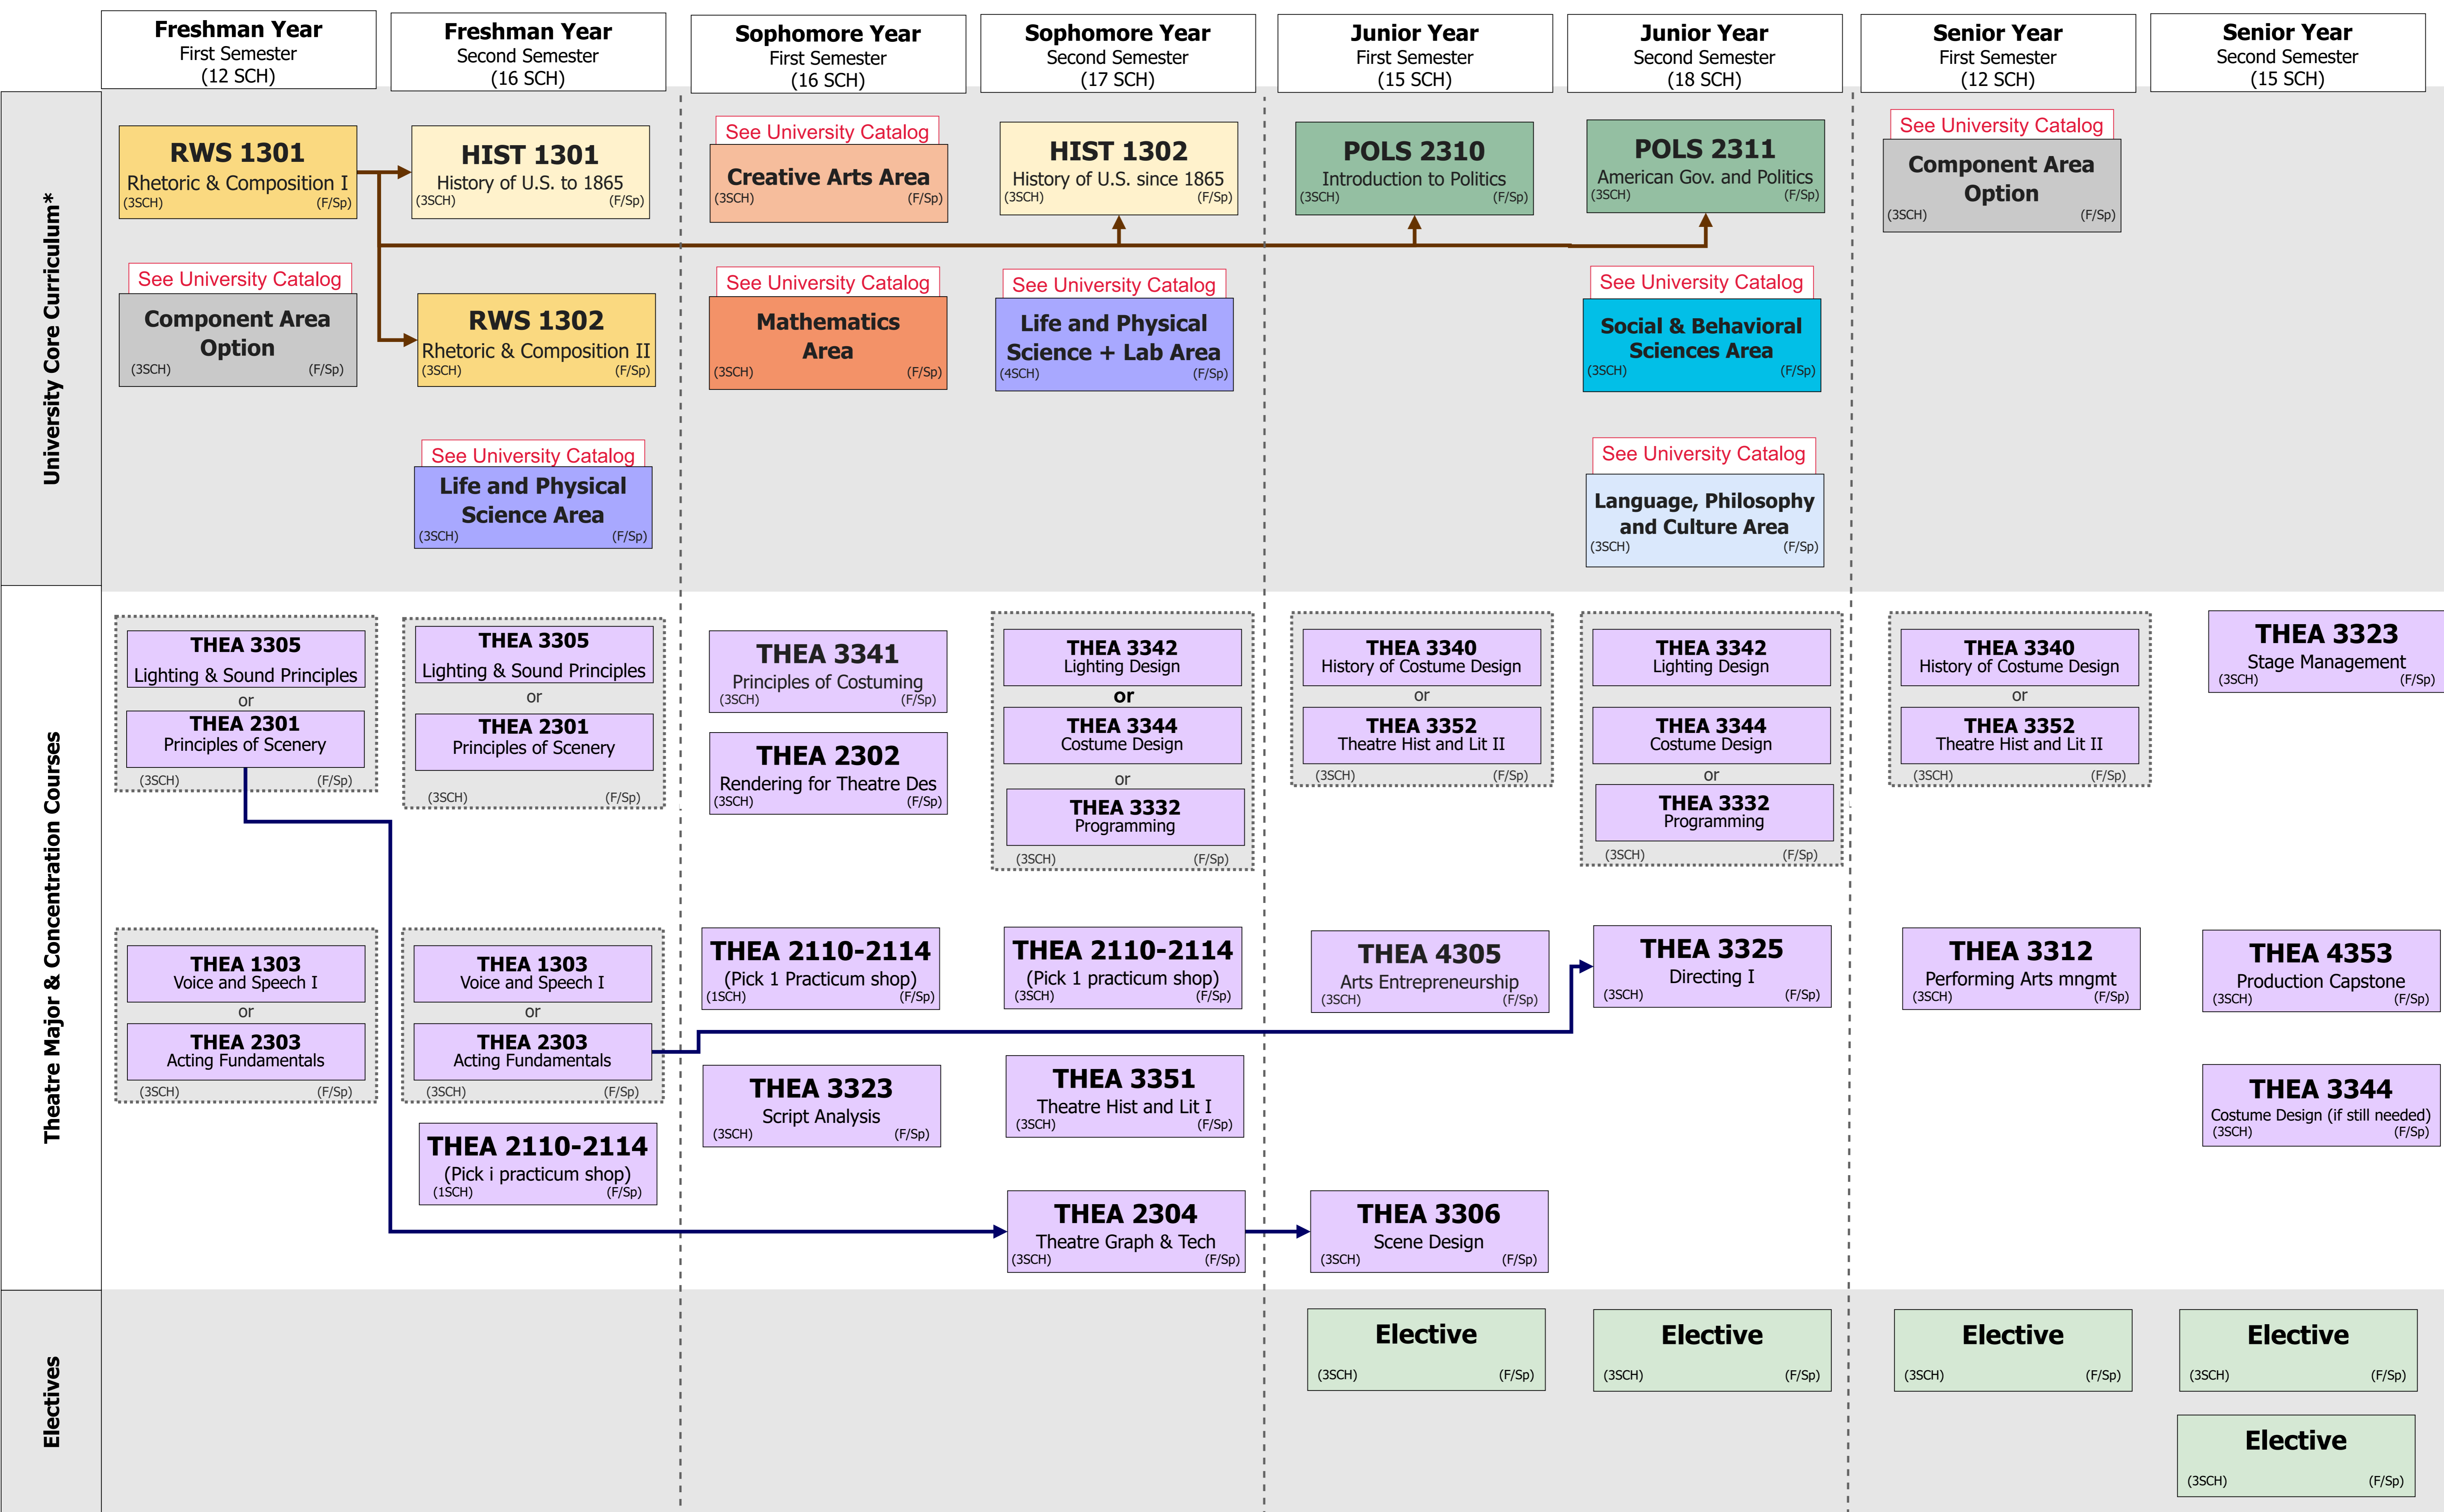 Freshman Year
First Semester
(12 SCH)
Freshman Year
Second Semester
(16 SCH)
Sophomore Year
First Semester
(16 SCH)
Sophomore Year
Second Semester
(17 SCH)
Junior Year
First Semester
(15 SCH)
Junior Year
Second Semester
(18 SCH)
Senior Year
First Semester
(12 SCH)
Senior Year
Second Semester
(15 SCH)
University Core Curriculum*
RWS 1301
Rhetoric & Composition I
(3SCH) (F/Sp)
HIST 1301
History of U.S. to 1865
(3SCH) (F/Sp)
See University Catalog
Creative Arts Area
(3SCH) (F/Sp)
HIST 1302
History of U.S. since 1865
(3SCH) (F/Sp)
POLS 2310
Introduction to Politics
(3SCH) (F/Sp)
POLS 2311
American Gov. and Politics
(3SCH) (F/Sp)
See University Catalog
Component Area
Option
(3SCH) (F/Sp)
See University Catalog
Component Area
Option
(3SCH) (F/Sp)
RWS 1302
Rhetoric & Composition II
(3SCH) (F/Sp)
See University Catalog
Mathematics
Area
(3SCH) (F/Sp)
See University Catalog
Life and Physical
Science + Lab Area
(4SCH) (F/Sp)
See University Catalog
Social & Behavioral
Sciences Area
(3SCH) (F/Sp)
See University Catalog
Life and Physical
Science Area
(3SCH) (F/Sp)
See University Catalog
Language, Philosophy
and Culture Area
(3SCH) (F/Sp)
Theatre Major & Concentration Courses
THEA 3305
Lighting & Sound Principles
or
THEA 2301
Principles of Scenery
(3SCH) (F/Sp)
THEA 3305
Lighting & Sound Principles
or
THEA 2301
Principles of Scenery
(3SCH) (F/Sp)
THEA 3341
Principles of Costuming
(3SCH) (F/Sp)
THEA 2302
Rendering for Theatre Des
(3SCH) (F/Sp)
THEA 3342
Lighting Design
or
THEA 3344
Costume Design
or
THEA 3332
Programming
(3SCH) (F/Sp)
THEA 3340
History of Costume Design
or
THEA 3352
Theatre Hist and Lit II
(3SCH) (F/Sp)
THEA 3342
Lighting Design
THEA 3344
Costume Design
or
THEA 3332
Programming
(3SCH) (F/Sp)
THEA 3340
History of Costume Design
or
THEA 3352
Theatre Hist and Lit II
(3SCH) (F/Sp)
THEA 3323
Stage Management
(3SCH) (F/Sp)
THEA 1303
Voice and Speech I
or
THEA 2303
Acting Fundamentals
(3SCH) (F/Sp)
THEA 1303
Voice and Speech I
or
THEA 2303
Acting Fundamentals
(3SCH) (F/Sp)
THEA 2110-2114
(Pick 1 Practicum shop)
(1SCH) (F/Sp)
THEA 2110-2114
(Pick 1 practicum shop)
(3SCH) (F/Sp)
THEA 4305
Arts Entrepreneurship
(3SCH) (F/Sp)
THEA 3325
Directing I
(3SCH) (F/Sp)
THEA 3312
Performing Arts mngmt
(3SCH) (F/Sp)
THEA 4353
Production Capstone
(3SCH) (F/Sp)
THEA 3323
Script Analysis
(3SCH) (F/Sp)
THEA 3351
Theatre Hist and Lit I
(3SCH) (F/Sp)
THEA 3344
Costume Design (if still needed)
(3SCH) (F/Sp)
THEA 2110-2114
(Pick i practicum shop)
(1SCH) (F/Sp)
THEA 2304
Theatre Graph & Tech
(3SCH) (F/Sp)
THEA 3306
Scene Design
(3SCH) (F/Sp)
Electives
Elective
(3SCH) (F/Sp)
Elective
(3SCH) (F/Sp)
Elective
(3SCH) (F/Sp)
Elective
(3SCH) (F/Sp)
Elective
(3SCH) (F/Sp)